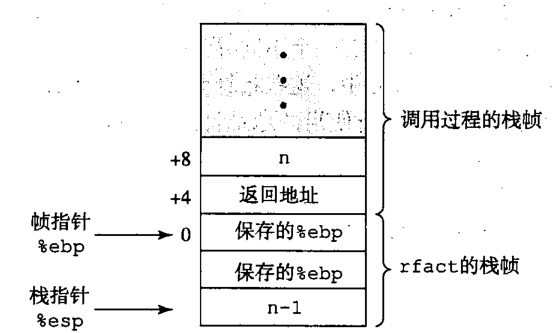 调用过程的栈帧
+8 n
+4 返回地址
帧指针
%ebp
0 保存的%ebp
保存的%ebp
rfact的栈帧
栈指针
%esp
n-1